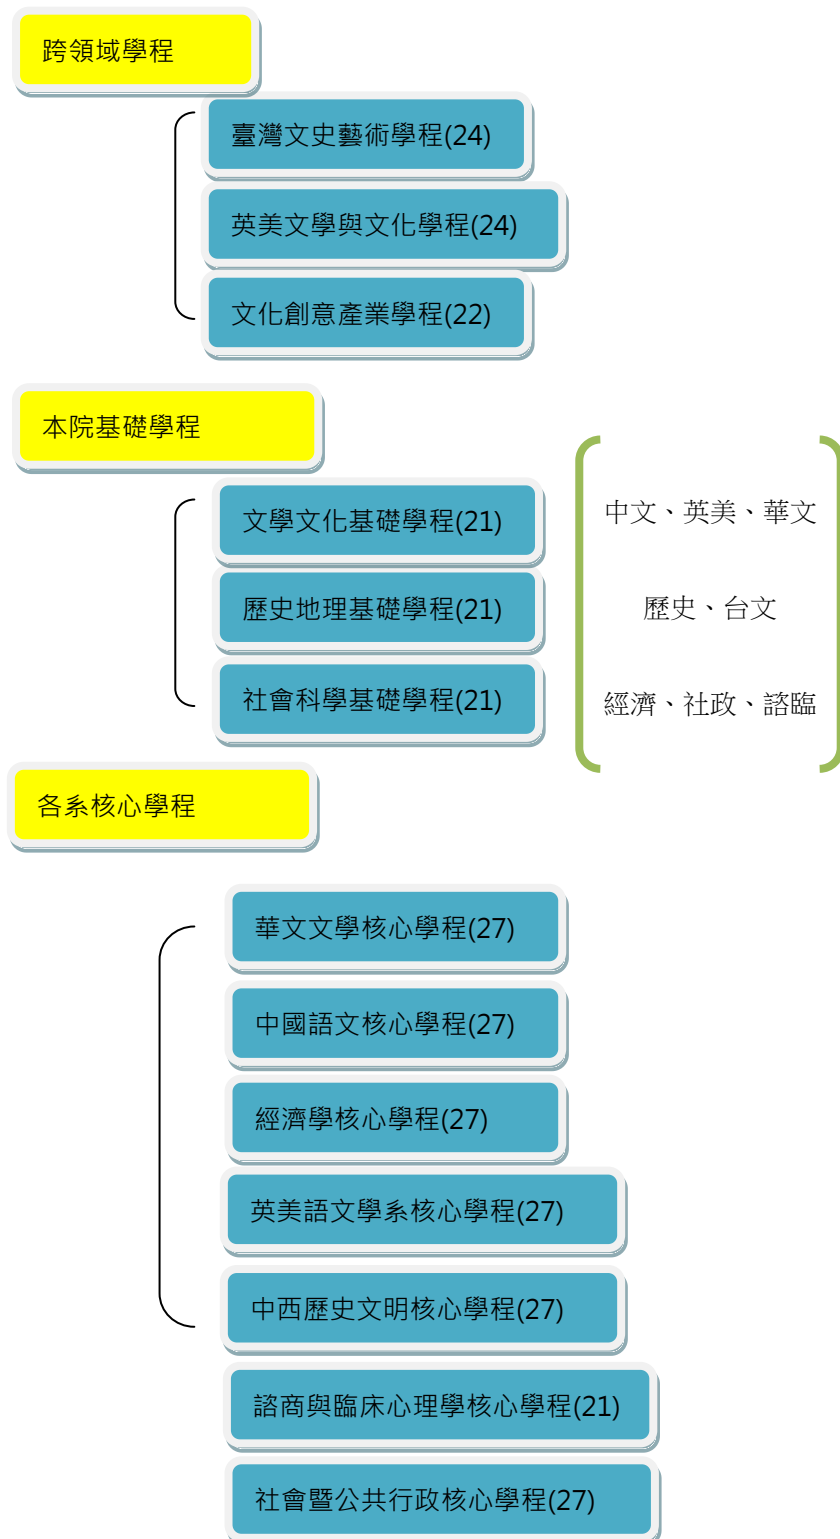 跨領域學程
臺灣文史藝術學程(24)
英美文學與文化學程(24)
文化創意產業學程(22)
本院基礎學程
文學文化基礎學程(21)
中文、英美、華文
歷史地理基礎學程(21)
歷史、台文
社會科學基礎學程(21)
經濟、社政、諮臨
各系核心學程
華文文學核心學程(27)
中國語文核心學程(27)
經濟學核心學程(27)
英美語文學系核心學程(27)
中西歷史文明核心學程(27)
諮商與臨床心理學核心學程(21)
社會暨公共行政核心學程(27)